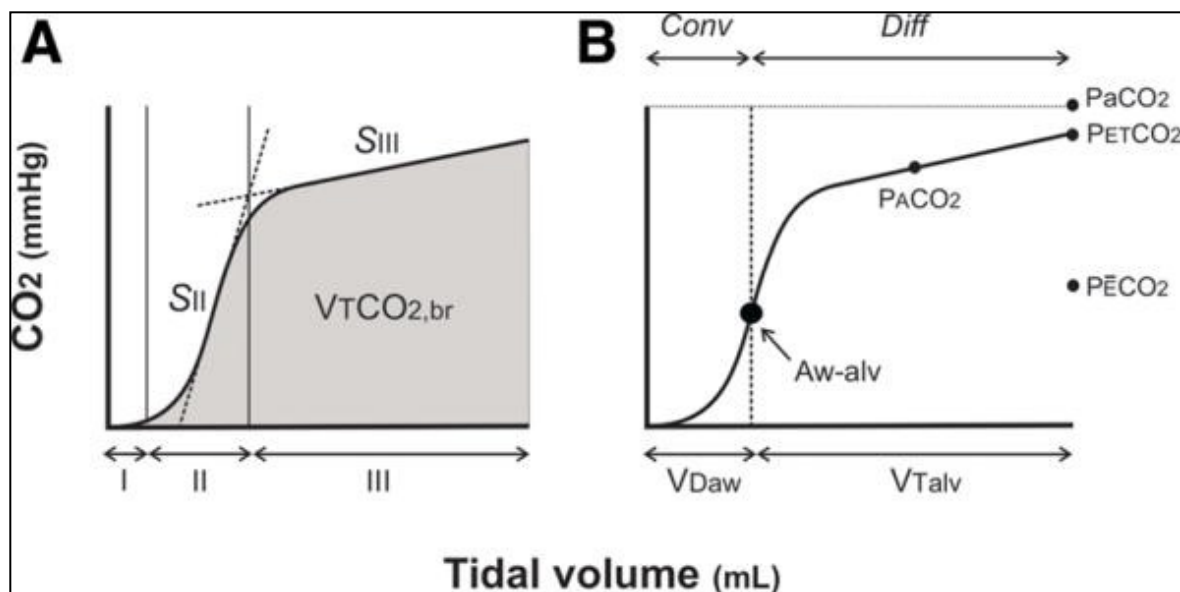 A
CO2 (mmHg)
SII
SIII
VTCO2,br
I II III
B
Conv Diff
PaCO2
PETCO2
PACO2
PĒCO2
Aw-alv
VDaw VTalv
Tidal volume (mL)